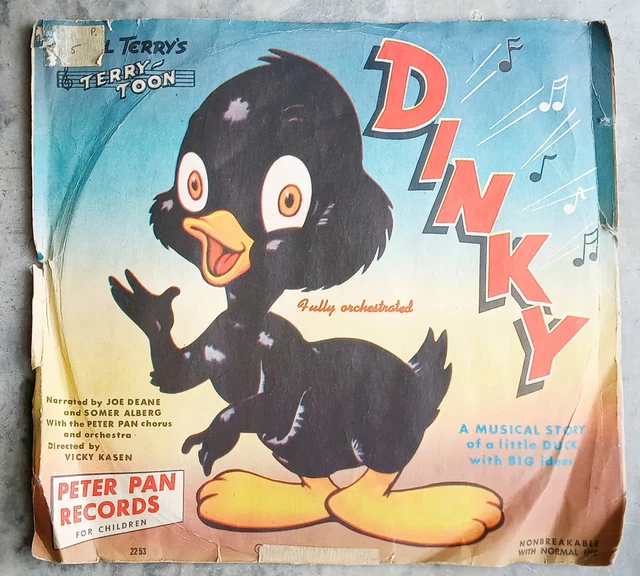 L TERRY'S
TERRY-
TOON
DINKY
Fully orchestrated
Narrated by JOE DEANE
and SOMER ALBERG
With the PETER PAN chorus
and orchestra
Directed by
VICKY KASEN
A MUSICAL STORY
of a little DUCK
with BIG ideas
PETER PAN
RECORDS
FOR CHILDREN
2253
NONBREAKABLE
WITH NORMAL USE